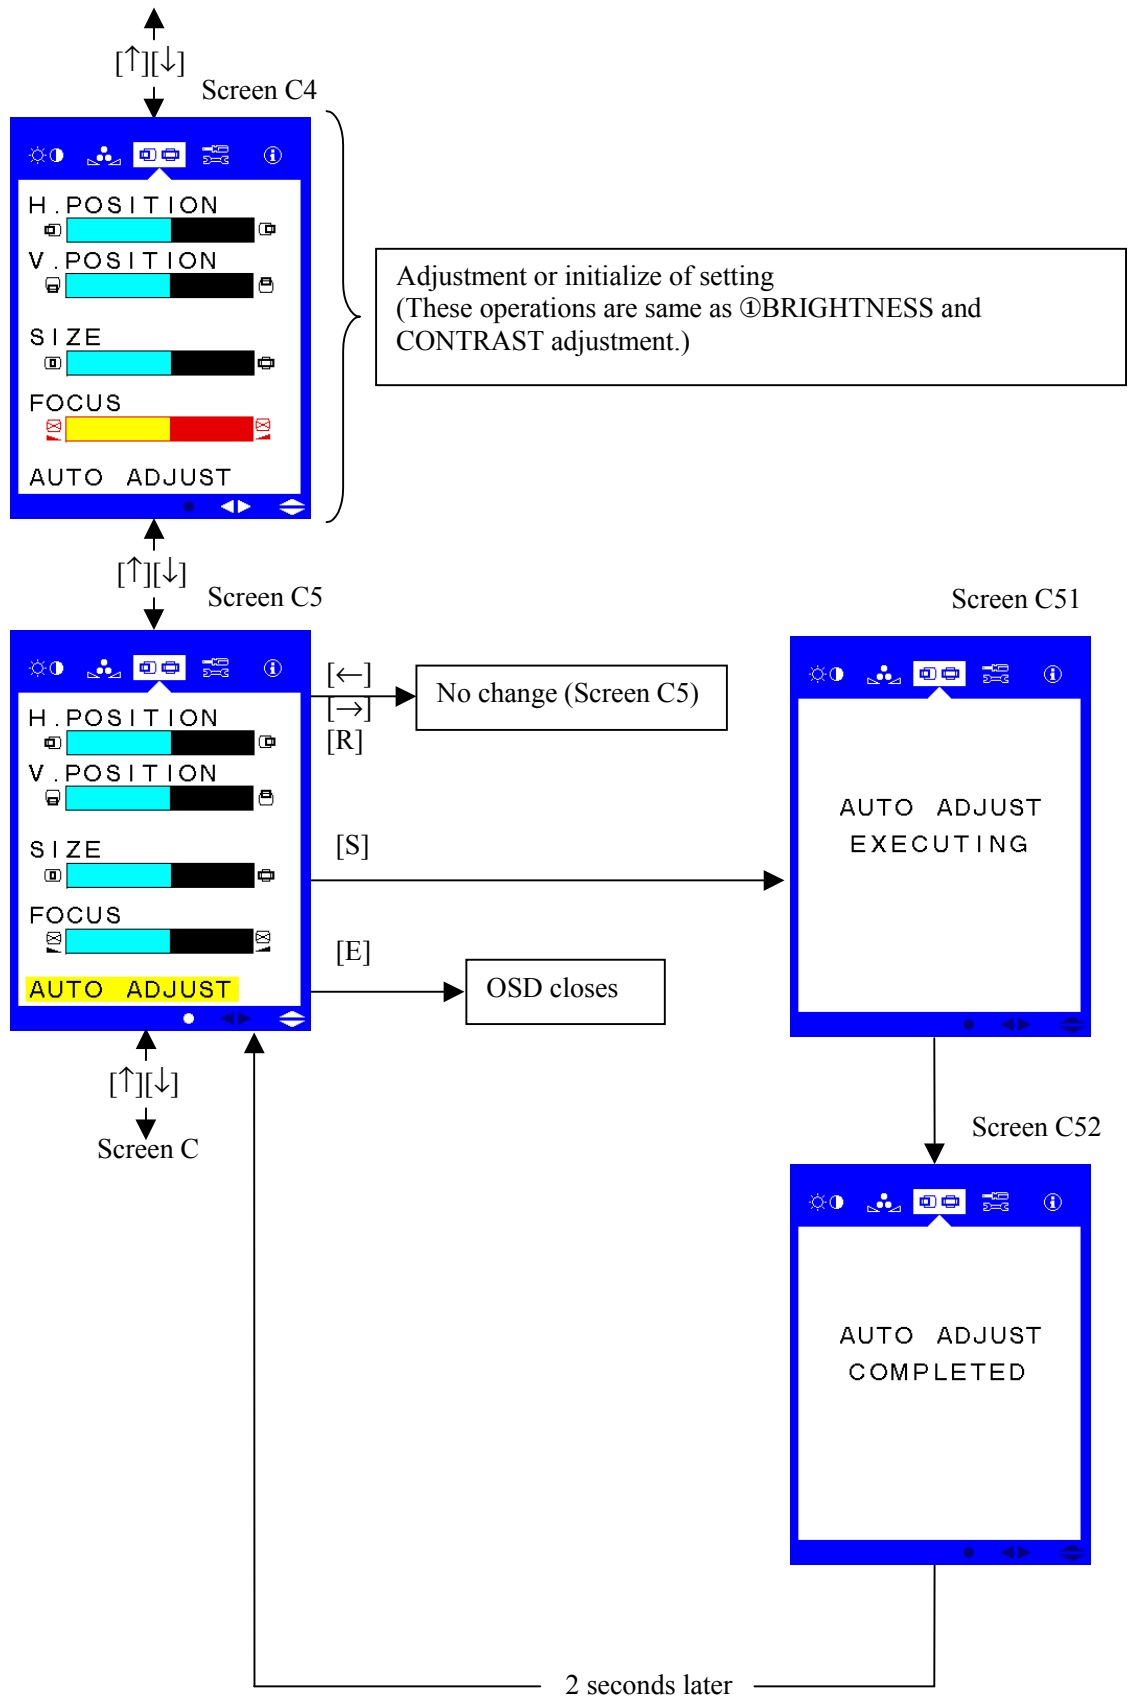 [↑][↓]
Screen C4
H.POSITION
V.POSITION
SIZE
FOCUS
AUTO ADJUST
Adjustment or initialize of setting
(These operations are same as ①BRIGHTNESS and
CONTRAST adjustment.)
[↑][↓]
Screen C5
H.POSITION
V.POSITION
SIZE
FOCUS
AUTO ADJUST
[←]
[→]
[R]
No change (Screen C5)
[S]
[E]
OSD closes
Screen C51
AUTO ADJUST
EXECUTING
[↑][↓]
Screen C
Screen C52
AUTO ADJUST
COMPLETED
2 seconds later